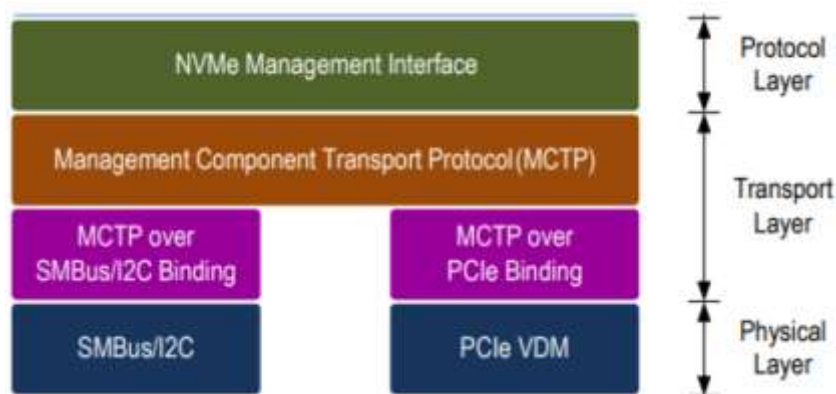 NVMe Management Interface
Protocol
Layer
Management Component Transport Protocol (MCTP)
MCTP over
SMBus/I2C Binding
MCTP over
PCIe Binding
Transport
Layer
SMBus/I2C
PCIe VDM
Physical
Layer